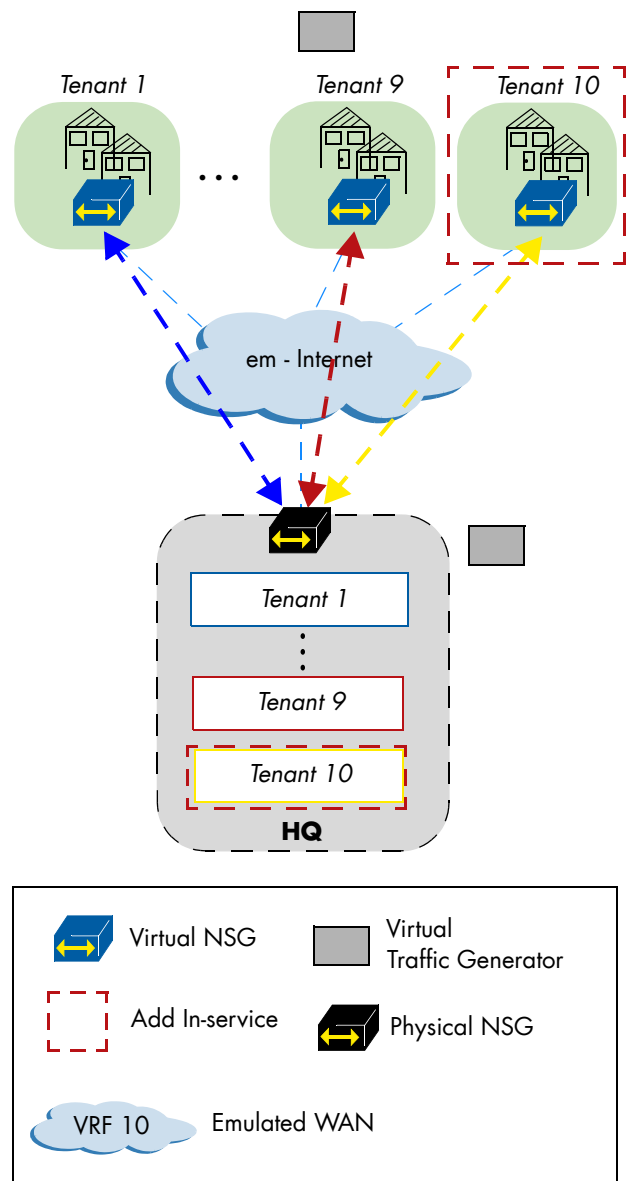 Tenant 1
Tenant 9
Tenant 10
...
em - Internet
Tenant 1
Tenant 9
Tenant 10
HQ
Virtual NSG
Virtual
Traffic Generator
Add In-service
Physical NSG
VRF 10
Emulated WAN